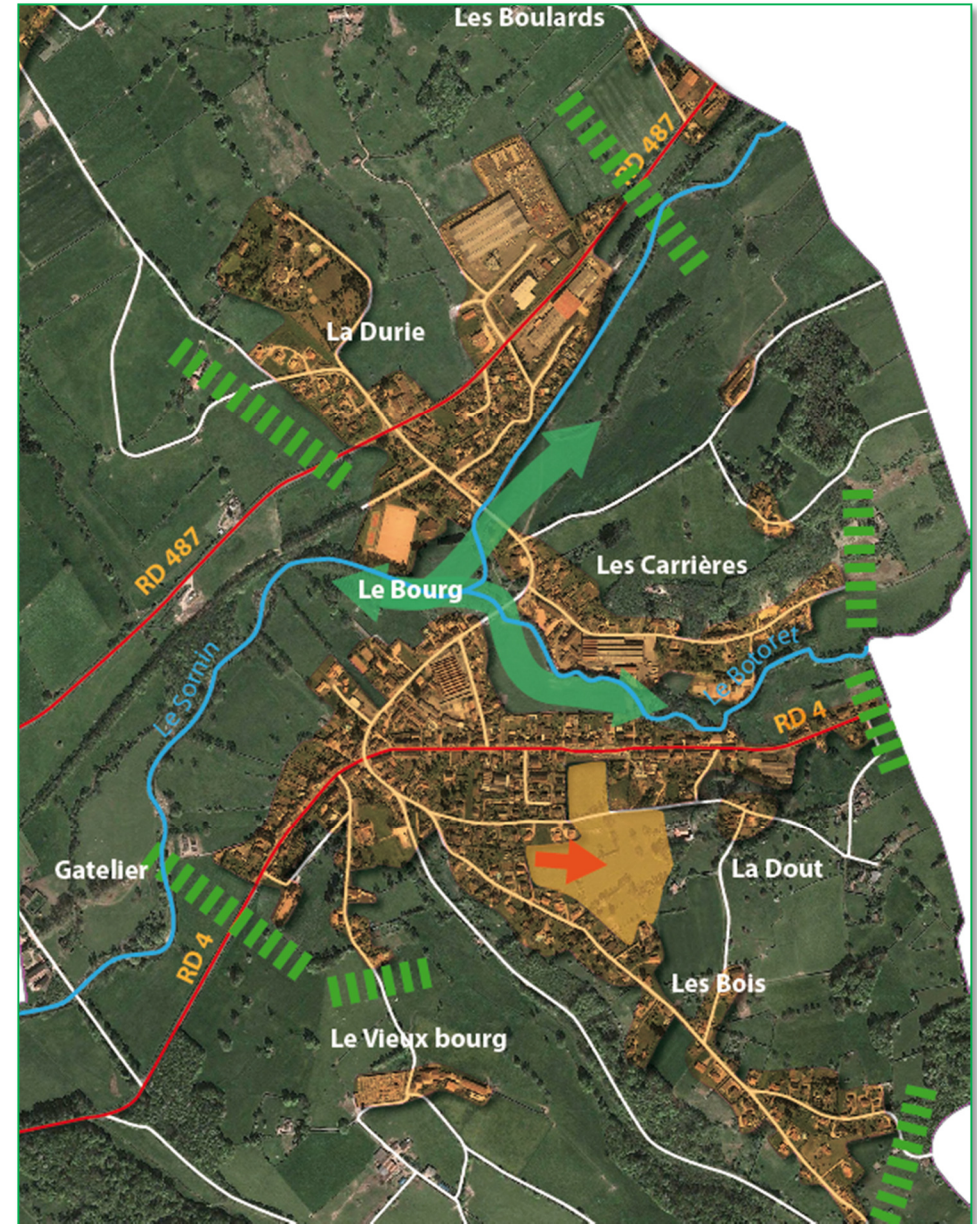 Les Boulards
RD 487
La Durie
RD 487
Les Carrières
Le Bourg
Le Sornin
Le Botoret
RD 4
Gatelier
La Dout
RD 4
Les Bois
Le Vieux bourg